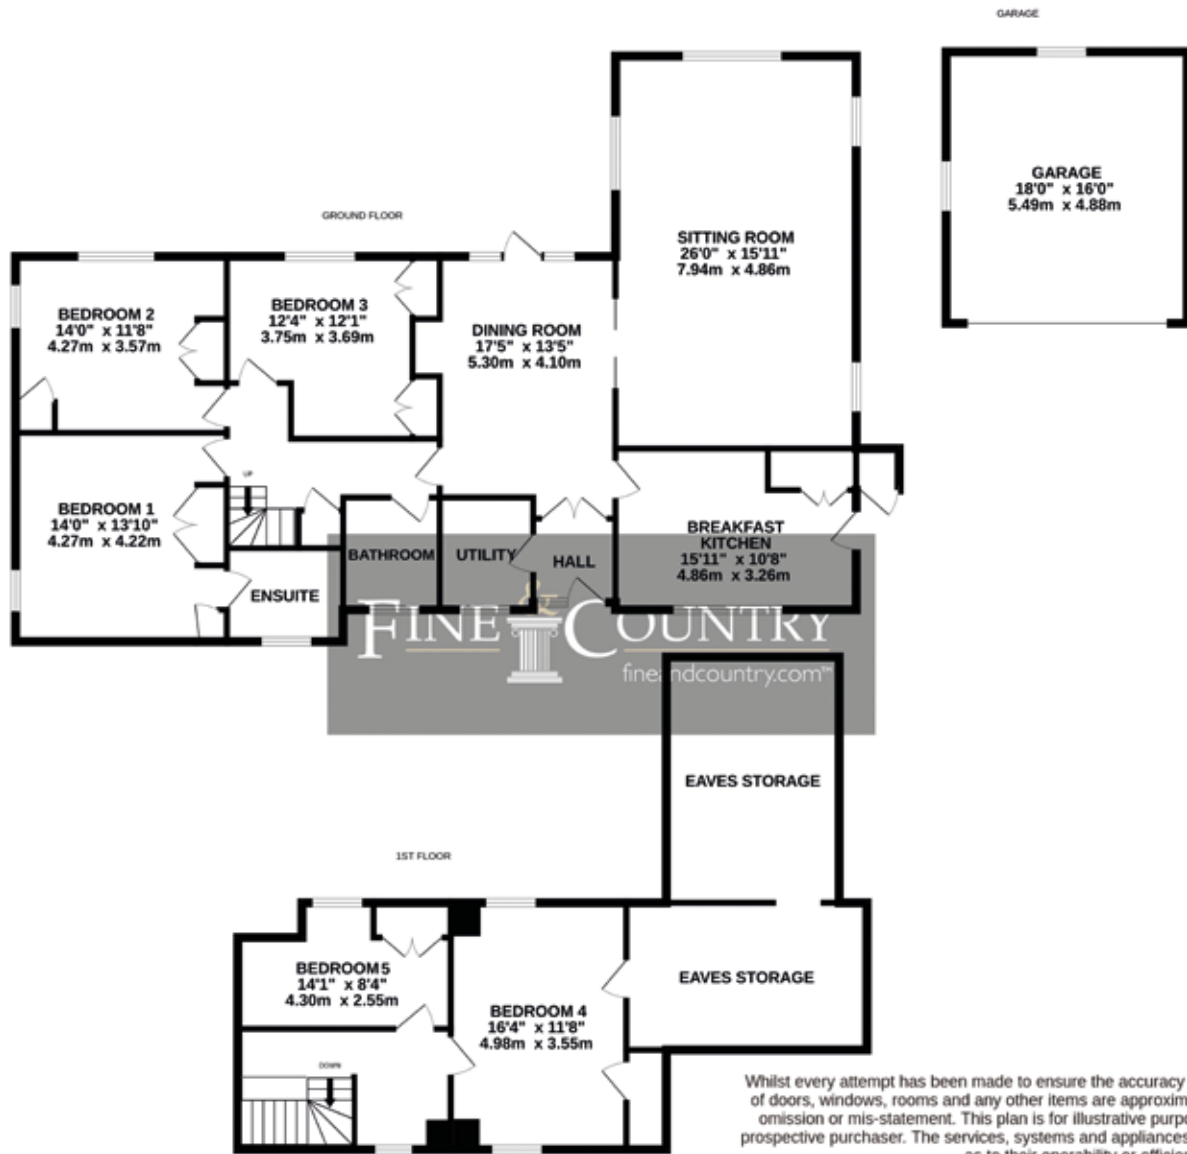 GARAGE
GARAGE
18'0" x 16'0"
5.49m x 4.88m
GROUND FLOOR
SITTING ROOM
26'0" x 15'11"
7.94m x 4.86m
BEDROOM 2
14'0" x 11'8"
4.27m x 3.57m
BEDROOM 3
12'4" x 12'1"
3.75m x 3.69m
DINING ROOM
17'5" x 13'5"
5.30m x 4.10m
UP
BEDROOM 1
14'0" x 13'10"
4.27m x 4.22m
BREAKFAST
KITCHEN
15'11" x 10'8"
4.86m x 3.26m
BATHROOM
UTILITY
HALL
ENSUITE
FINE & COUNTRY
fineandcountry.com™
EAVES STORAGE
1ST FLOOR
BEDROOM 5
14'1" x 8'4"
4.30m x 2.55m
EAVES STORAGE
BEDROOM 4
16'4" x 11'8"
4.98m x 3.55m
DOWN
Whilst every attempt has been made to ensure the accuracy
of doors, windows, rooms and any other items are approxim
omission or mis-statement. This plan is for illustrative purpo
prospective purchaser. The services, systems and appliances
as to their operability or